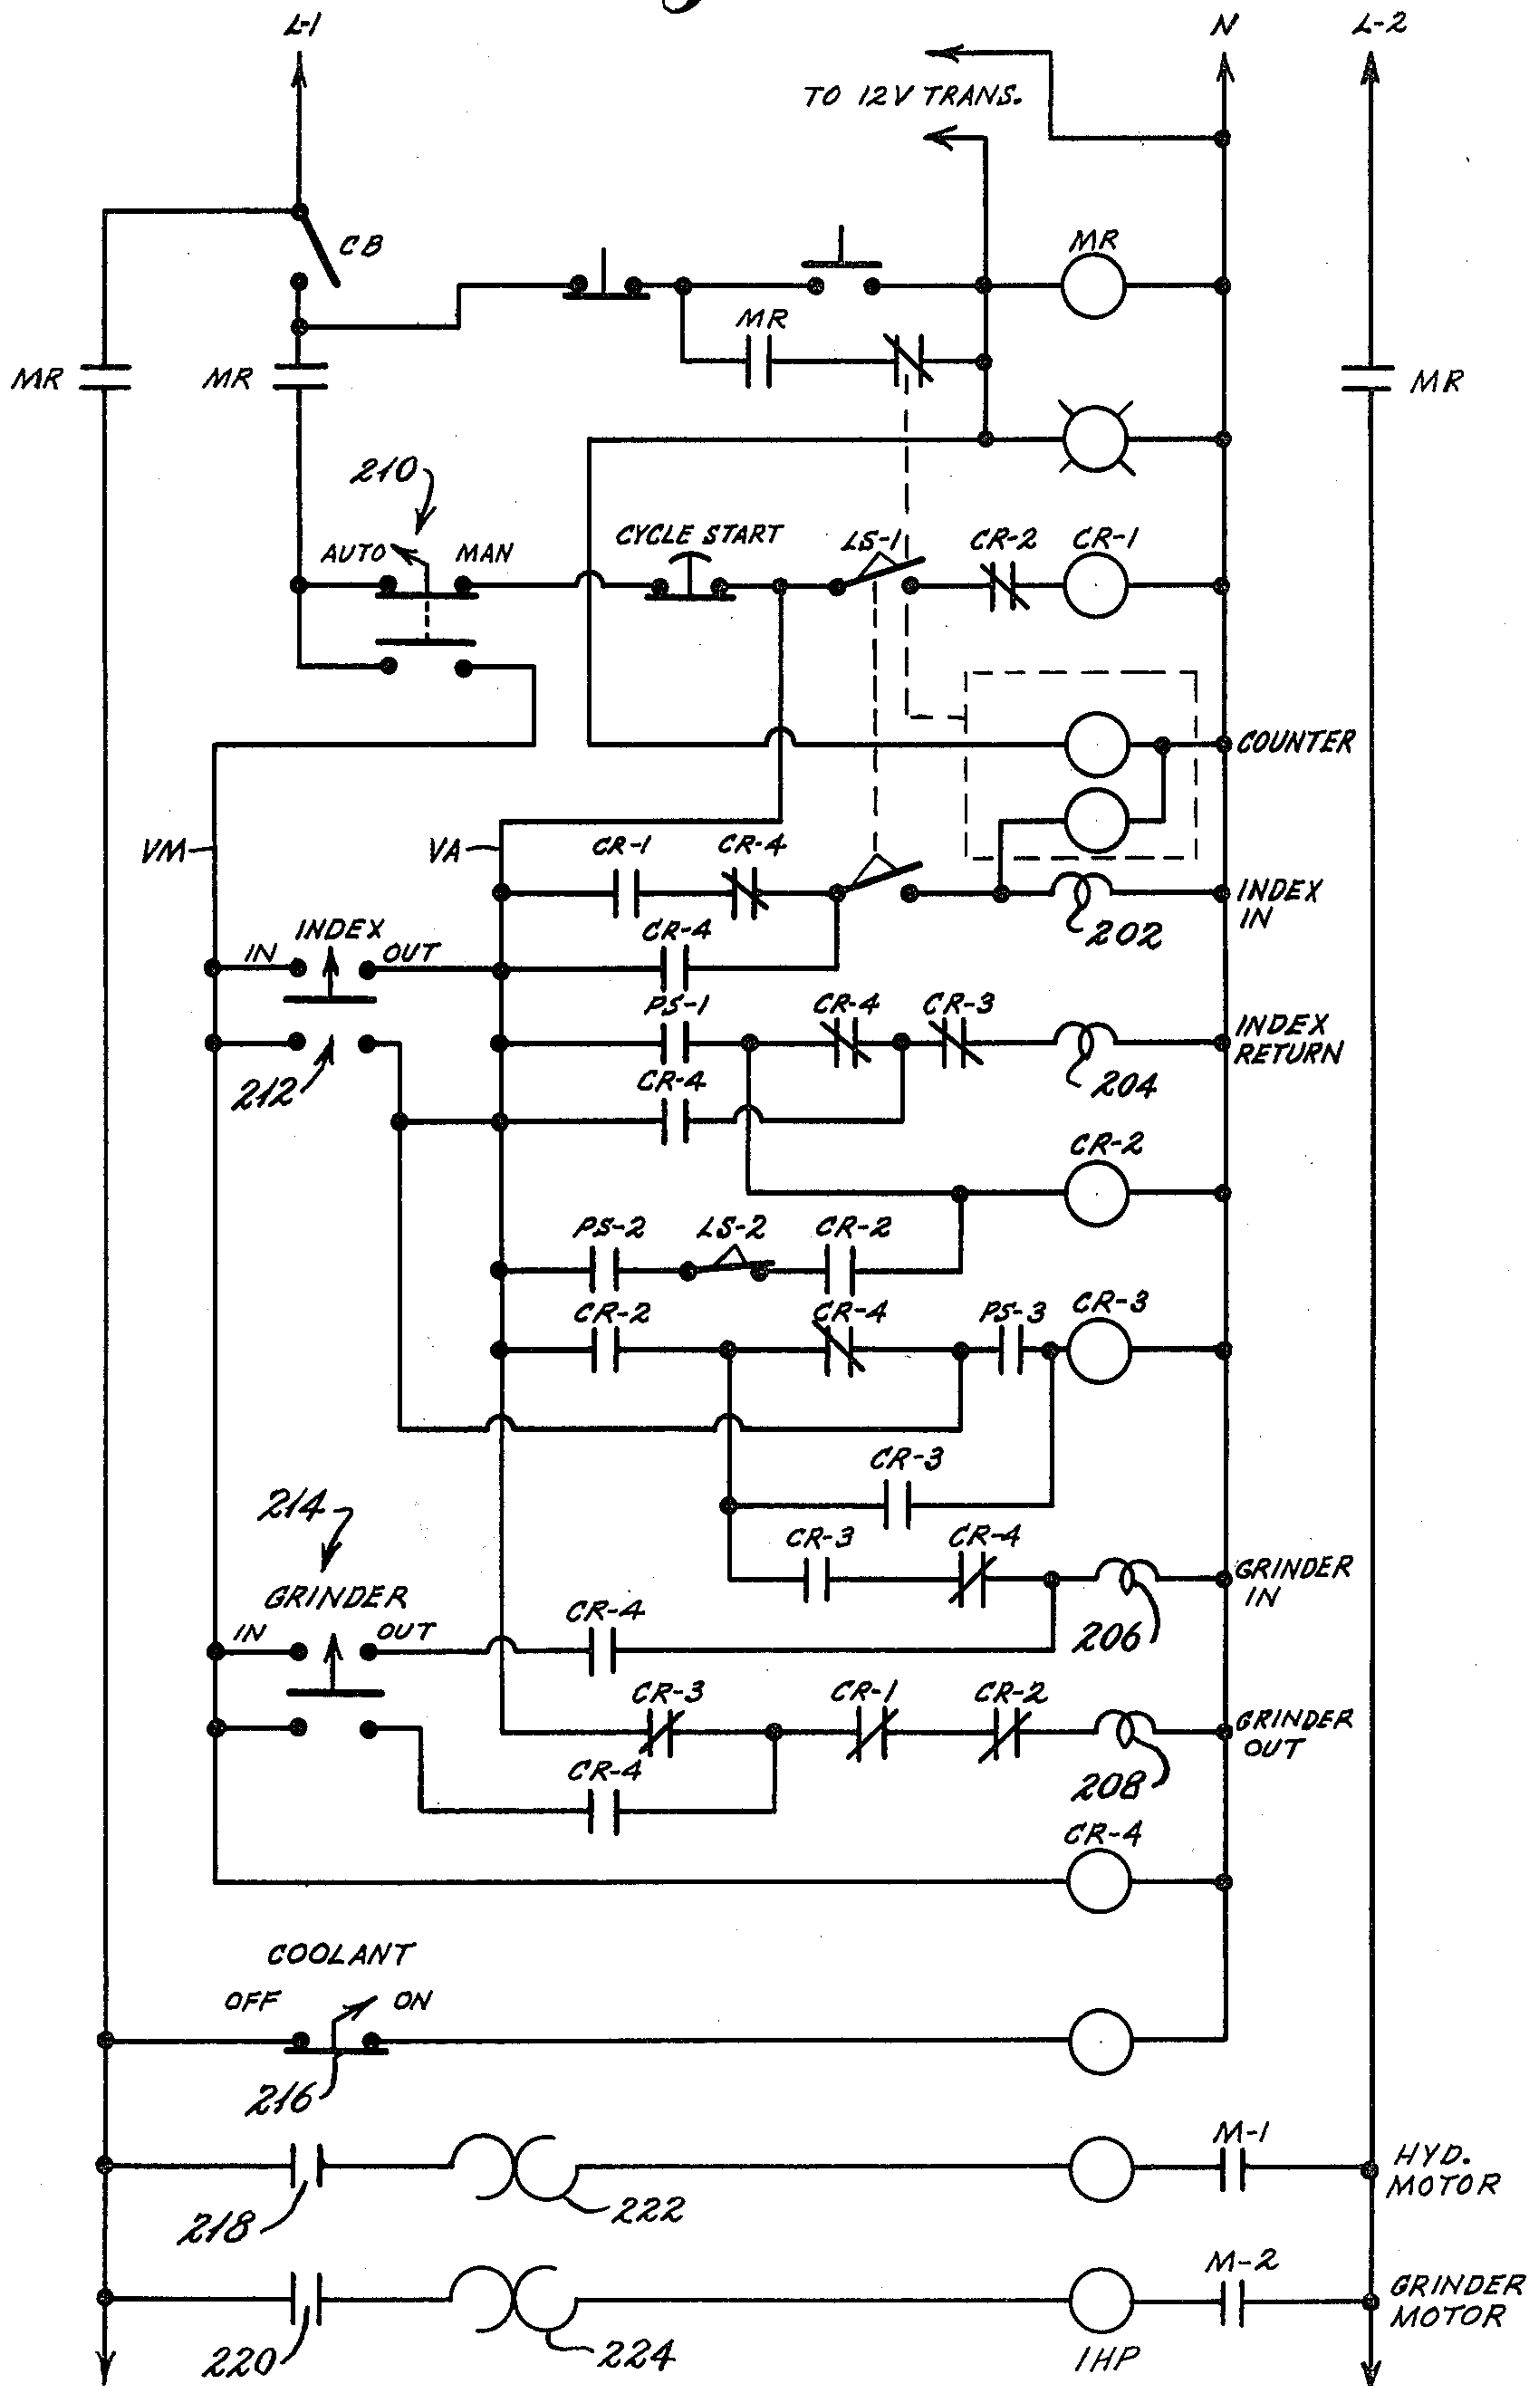 L-1
N
L-2
TO 12V TRANS.
CB
MR
MR
MR
MR
MR
210
AUTO
MAN
CYCLE START
LS-1
CR-2
CR-1
COUNTER
VM
VA
CR-1
CR-4
INDEX
IN
202
INDEX
IN
OUT
CR-4
PS-1
CR-4
CR-3
INDEX
RETURN
204
212
CR-4
CR-2
PS-2
LS-2
CR-2
CR-2
CR-4
PS-3
CR-3
CR-3
214
CR-3
CR-4
GRINDER
IN
206
GRINDER
IN
OUT
CR-4
CR-3
CR-1
CR-2
GRINDER
OUT
208
CR-4
CR-4
COOLANT
OFF
ON
216
M-1
HYD.
MOTOR
218
222
M-2
GRINDER
MOTOR
220
224
1HP